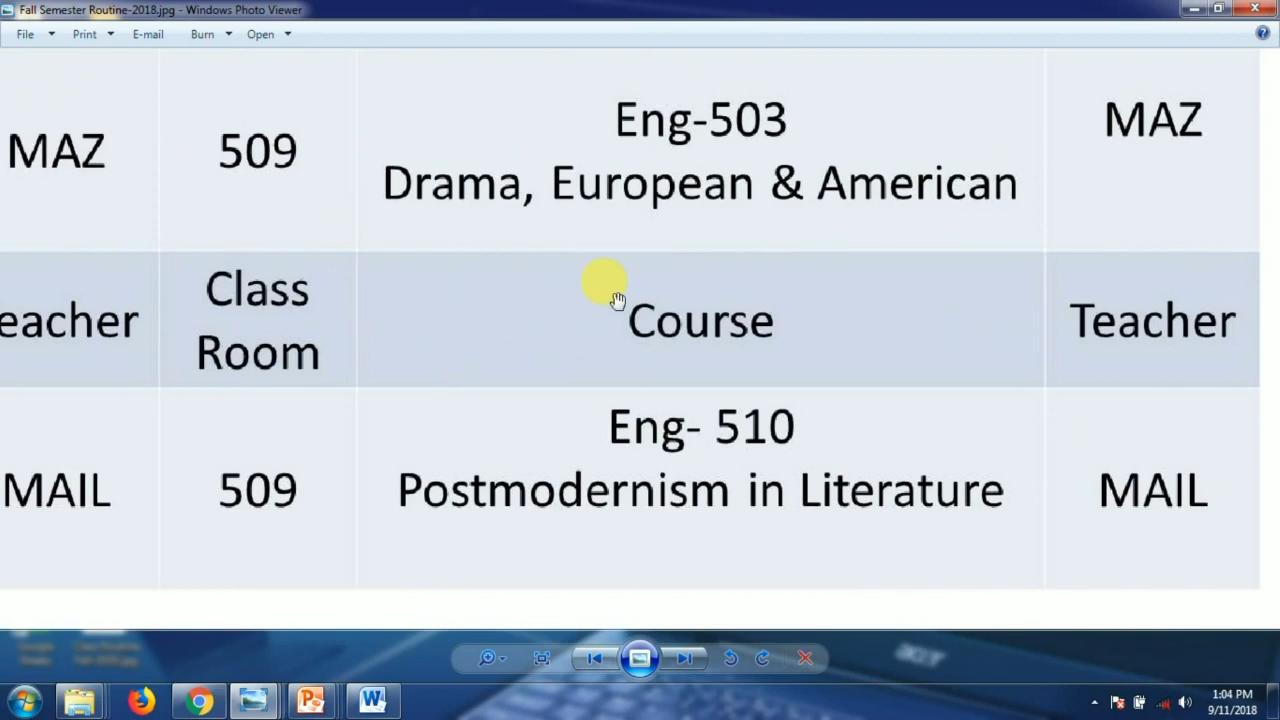 Fall Semester Routine-2018.jpg - Windows Photo Viewer
File Print E-mail Burn Open
MAZ 509 Eng-503 MAZ
Drama, European & American
eacher Class Room Course Teacher
MAIL 509 Eng- 510 MAIL
Postmodernism in Literature
1:04 PM
9/11/2018